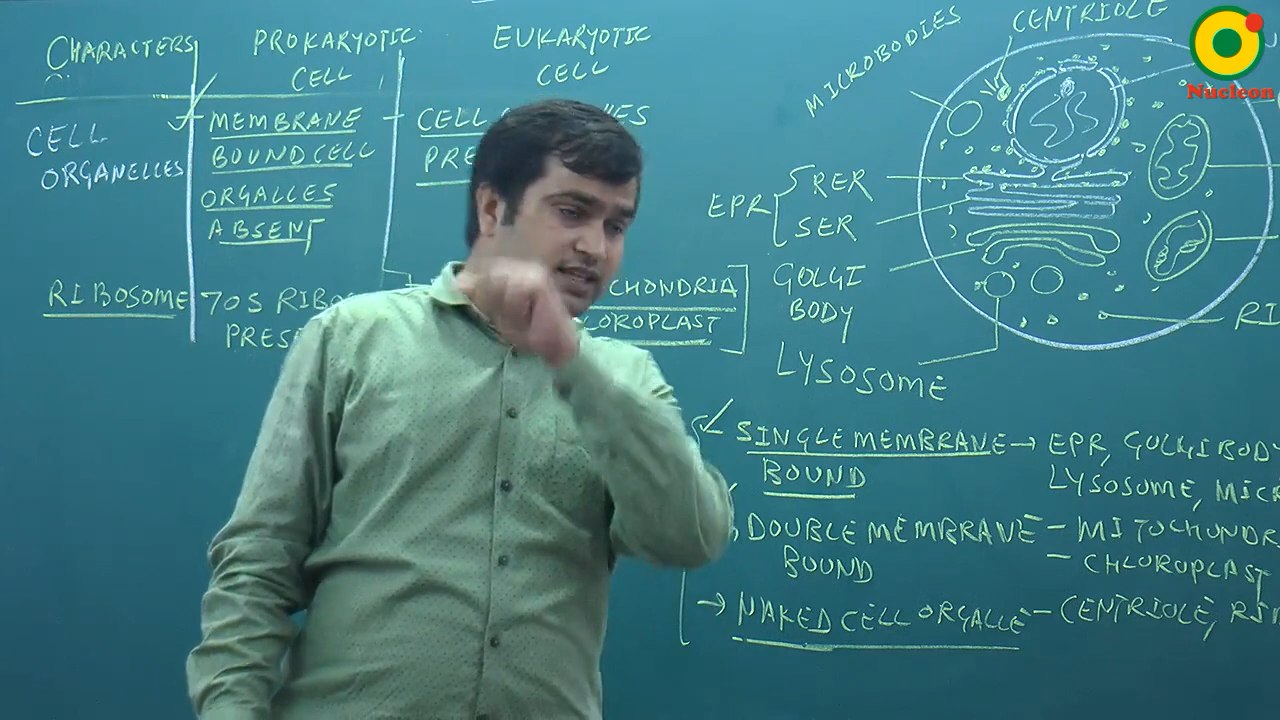 CHARACTERS
PROKARYOTIC
CELL
EUKARYOTIC
CELL
CELL
ORGANELLES
MEMBRANE
BOUND CELL
ORGALLES
ABSENT
CELL
RIBOSOME
70S
CHONDRIA
LOROPLAST
MICROBODIES
CENTRIOLE
Nucleon
EPR
RER
SER
GOLGI
BODY
LYSOSOME
SINGLE MEMBRANE → EPR, GOLGI BODY
BOUND
LYSOSOME, MICR
DOUBLE MEMBRANE – MITOCHONDR
BOUND
– CHLOROPLAST
→ NAKED CELL ORGALLE – CENTRIOLE,